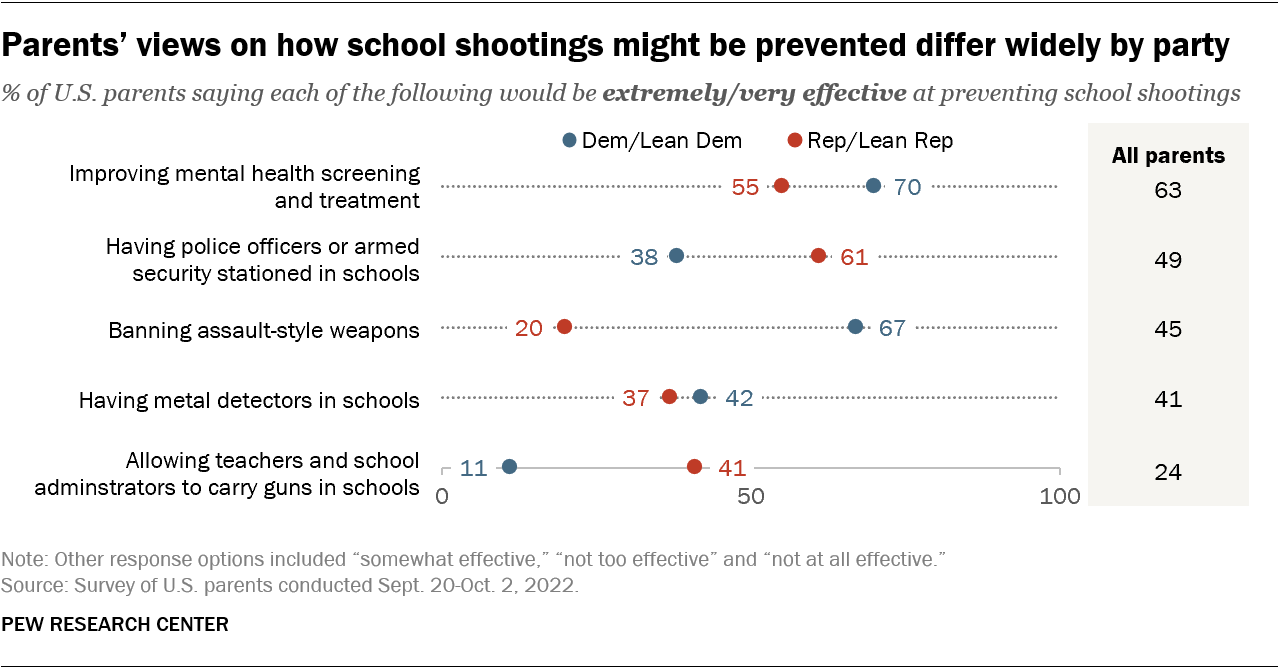 Parents’ views on how school shootings might be prevented differ widely by party
% of U.S. parents saying each of the following would be extremely/very effective at preventing school shootings
Dem/Lean Dem
Rep/Lean Rep
All parents
Improving mental health screening
and treatment
55
70
63
Having police officers or armed
security stationed in schools
38
61
49
Banning assault-style weapons
20
67
45
Having metal detectors in schools
37
42
41
Allowing teachers and school
adminstrators to carry guns in schools
11
41
24
0
50
100
Note: Other response options included “somewhat effective,” “not too effective” and “not at all effective.”
Source: Survey of U.S. parents conducted Sept. 20-Oct. 2, 2022.
PEW RESEARCH CENTER